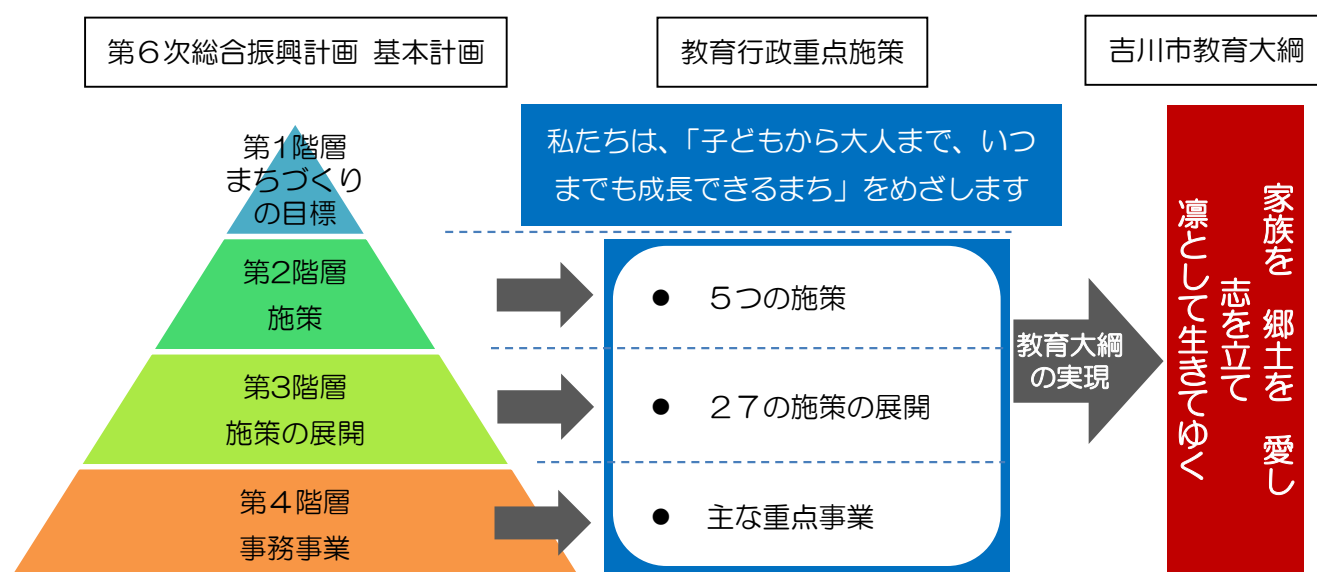 第６次総合振興計画 基本計画
教育行政重点施策
吉川市教育大綱
第1階層
まちづくり
の目標
私たちは、「子どもから大人まで、いつ
までも成長できるまち」をめざします
第2階層
施策
● ５つの施策
第3階層
施策の展開
● ２７の施策の展開
第４階層
事務事業
● 主な重点事業
教育大綱
の実現
家族を 郷土を 愛し
志を立て
凛として生きてゆく